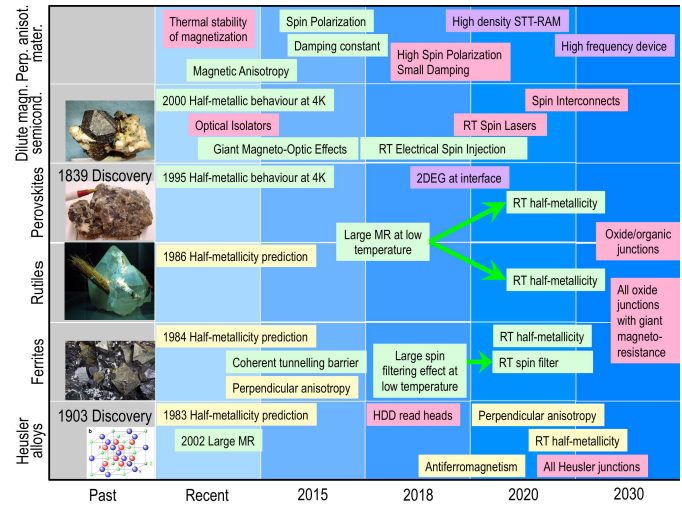 Perp. anisot.
mater.
Thermal stability
of magnetization
Spin Polarization
High density STT-RAM
Damping constant
High frequency device
High Spin Polarization
Small Damping
Magnetic Anisotropy
Dilute magn.
semicond.
2000 Half-metallic behaviour at 4K
Spin Interconnects
Optical Isolators
RT Spin Lasers
Giant Magneto-Optic Effects
RT Electrical Spin Injection
Perovskites
1839 Discovery
1995 Half-metallic behaviour at 4K
2DEG at interface
RT half-metallicity
Large MR at low
temperature
Oxide/organic
junctions
Rutiles
1986 Half-metallicity prediction
RT half-metallicity
All oxide
junctions
with giant
magneto-
resistance
Ferrites
1984 Half-metallicity prediction
RT half-metallicity
Coherent tunnelling barrier
Large spin
filtering effect at
low temperature
RT spin filter
Perpendicular anisotropy
Heusler
alloys
1903 Discovery
b
1983 Half-metallicity prediction
HDD read heads
Perpendicular anisotropy
2002 Large MR
RT half-metallicity
Antiferromagnetism
All Heusler junctions
Past
Recent
2015
2018
2020
2030